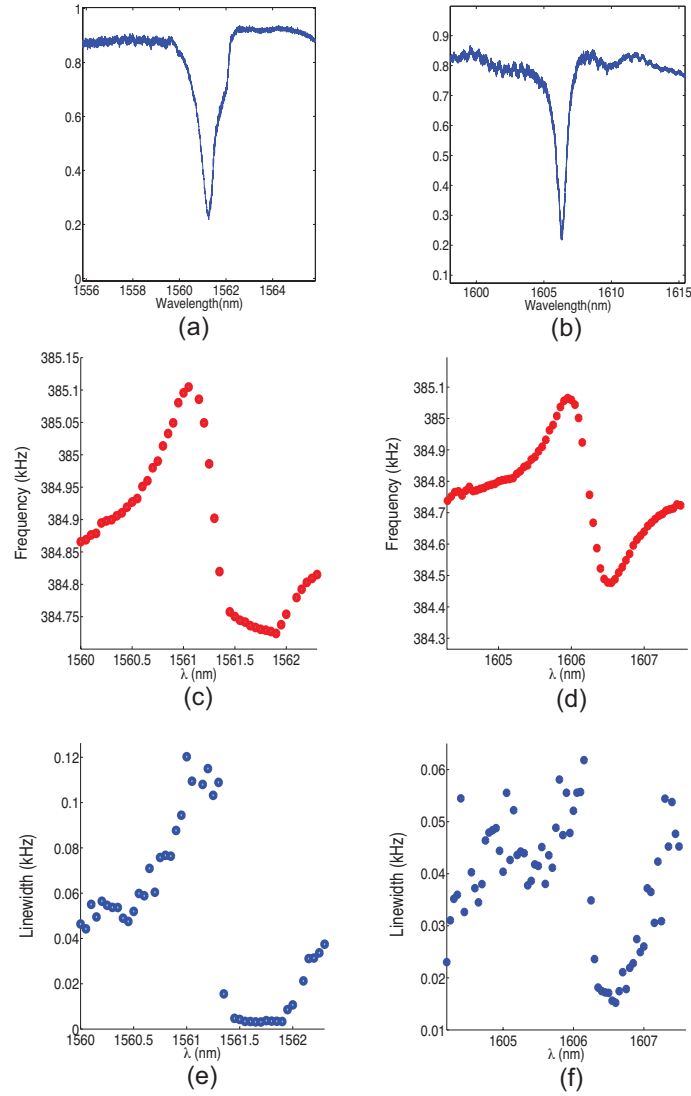 1
0.8
0.6
0.4
0.2
0
1556 1558 1560 1562 1564
Wavelength(nm)
(a)
0.9
0.8
0.7
0.6
0.5
0.4
0.3
0.2
0.1
1600 1605 1610 1615
Wavelength(nm)
(b)
385.15
385.1
385.05
385
384.95
384.9
384.85
384.8
384.75
Frequency (kHz)
1560 1560.5 1561 1561.5 1562
λ (nm)
(c)
385.1
385
384.9
384.8
384.7
384.6
384.5
384.4
384.3
Frequency (kHz)
1605 1606 1607
λ (nm)
(d)
0.12
0.1
0.08
0.06
0.04
0.02
0
Linewidth (kHz)
1560 1560.5 1561 1561.5 1562
λ (nm)
(e)
0.06
0.05
0.04
0.03
0.02
0.01
Linewidth (kHz)
1605 1606 1607
λ (nm)
(f)